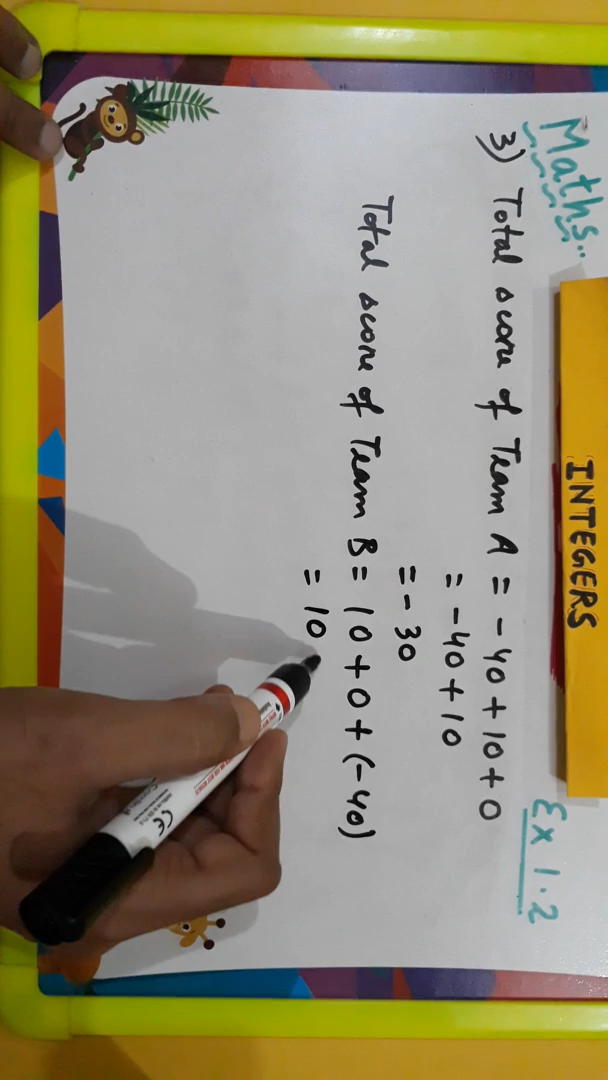 Maths..
INTEGERS
Ex 1.2
3) Total score of Team A = -40+10+0
= -40+10
= -30
Total score of Team B = 10+0+(-40)
= 10